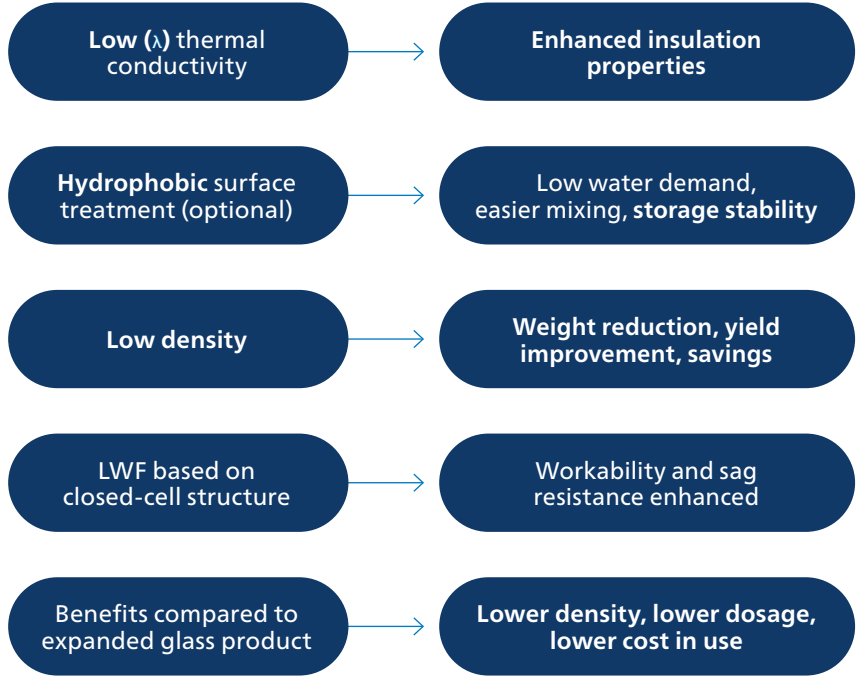 Low (λ) thermal
conductivity
Enhanced insulation
properties
Hydrophobic surface
treatment (optional)
Low water demand,
easier mixing, storage stability
Low density
Weight reduction, yield
improvement, savings
LWF based on
closed-cell structure
Workability and sag
resistance enhanced
Benefits compared to
expanded glass product
Lower density, lower dosage,
lower cost in use